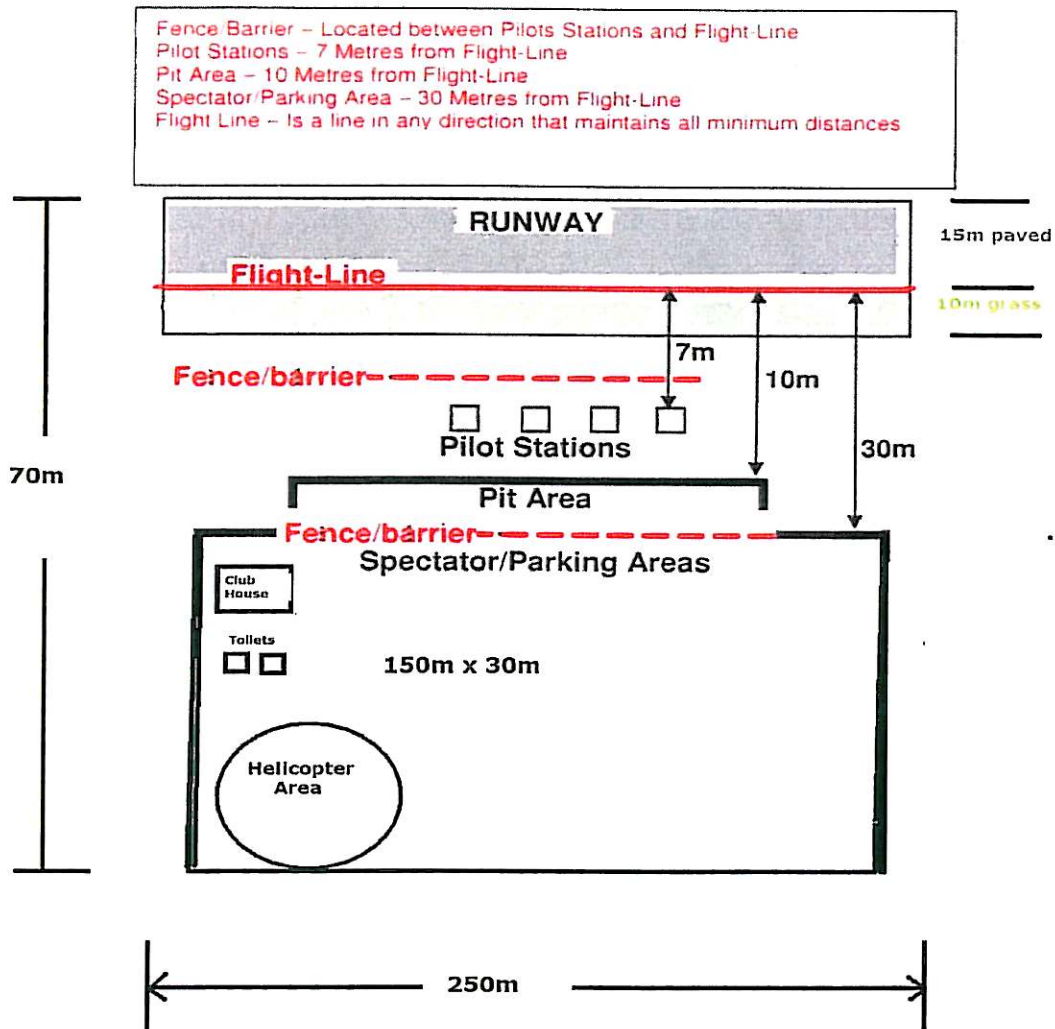 Fence/Barrier – Located between Pilots Stations and Flight-Line
Pilot Stations – 7 Metres from Flight-Line
Pit Area – 10 Metres from Flight-Line
Spectator/Parking Area – 30 Metres from Flight-Line
Flight Line – Is a line in any direction that maintains all minimum distances
RUNWAY
15m paved
Flight-Line
10m grass
7m
Fence/barrier
10m
Pilot Stations
30m
70m
Pit Area
Fence/barrier
Spectator/Parking Areas
Club
House
Toilets
150m x 30m
Helicopter
Area
250m